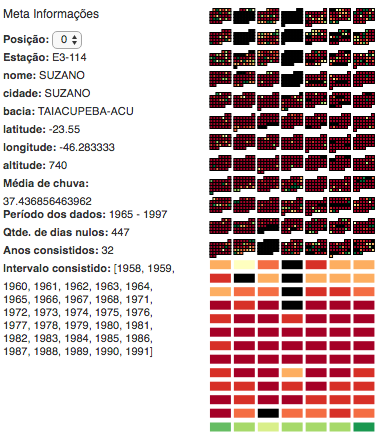 Meta Informações
Posição: 0
Estação: E3-114
nome: SUZANO
cidade: SUZANO
bacia: TAIACUPEBA-ACU
latitude: -23.55
longitude: -46.283333
altitude: 740
Média de chuva:
37.436856463962
Período dos dados: 1965 - 1997
Qtde. de dias nulos: 447
Anos consistidos: 32
Intervalo consistido: [1958, 1959,
1960, 1961, 1962, 1963, 1964,
1965, 1966, 1967, 1968, 1971,
1972, 1973, 1974, 1975, 1976,
1977, 1978, 1979, 1980, 1981,
1982, 1983, 1984, 1985, 1986,
1987, 1988, 1989, 1990, 1991]